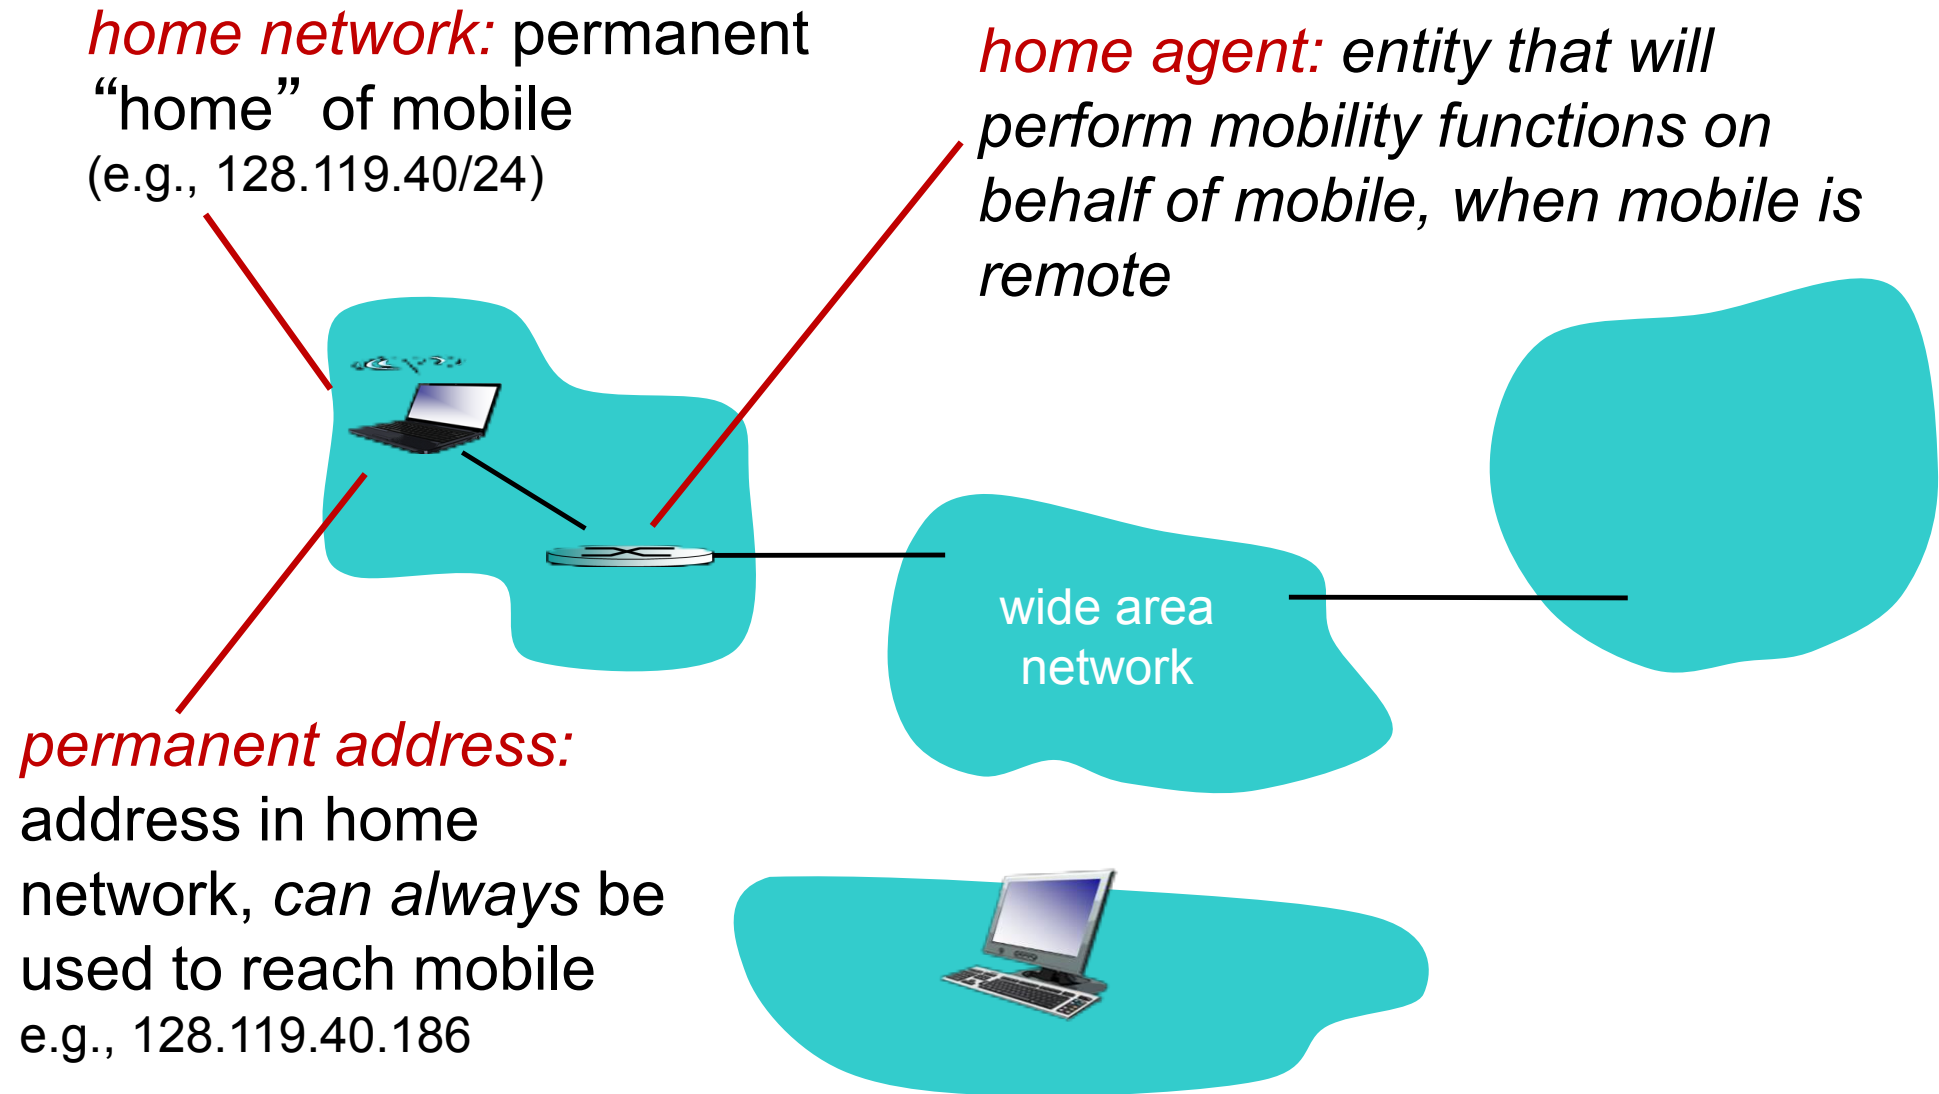 home network: permanent
“home” of mobile
(e.g., 128.119.40/24)
home agent: entity that will
perform mobility functions on
behalf of mobile, when mobile is
remote
wide area
network
permanent address:
address in home
network, can always be
used to reach mobile
e.g., 128.119.40.186